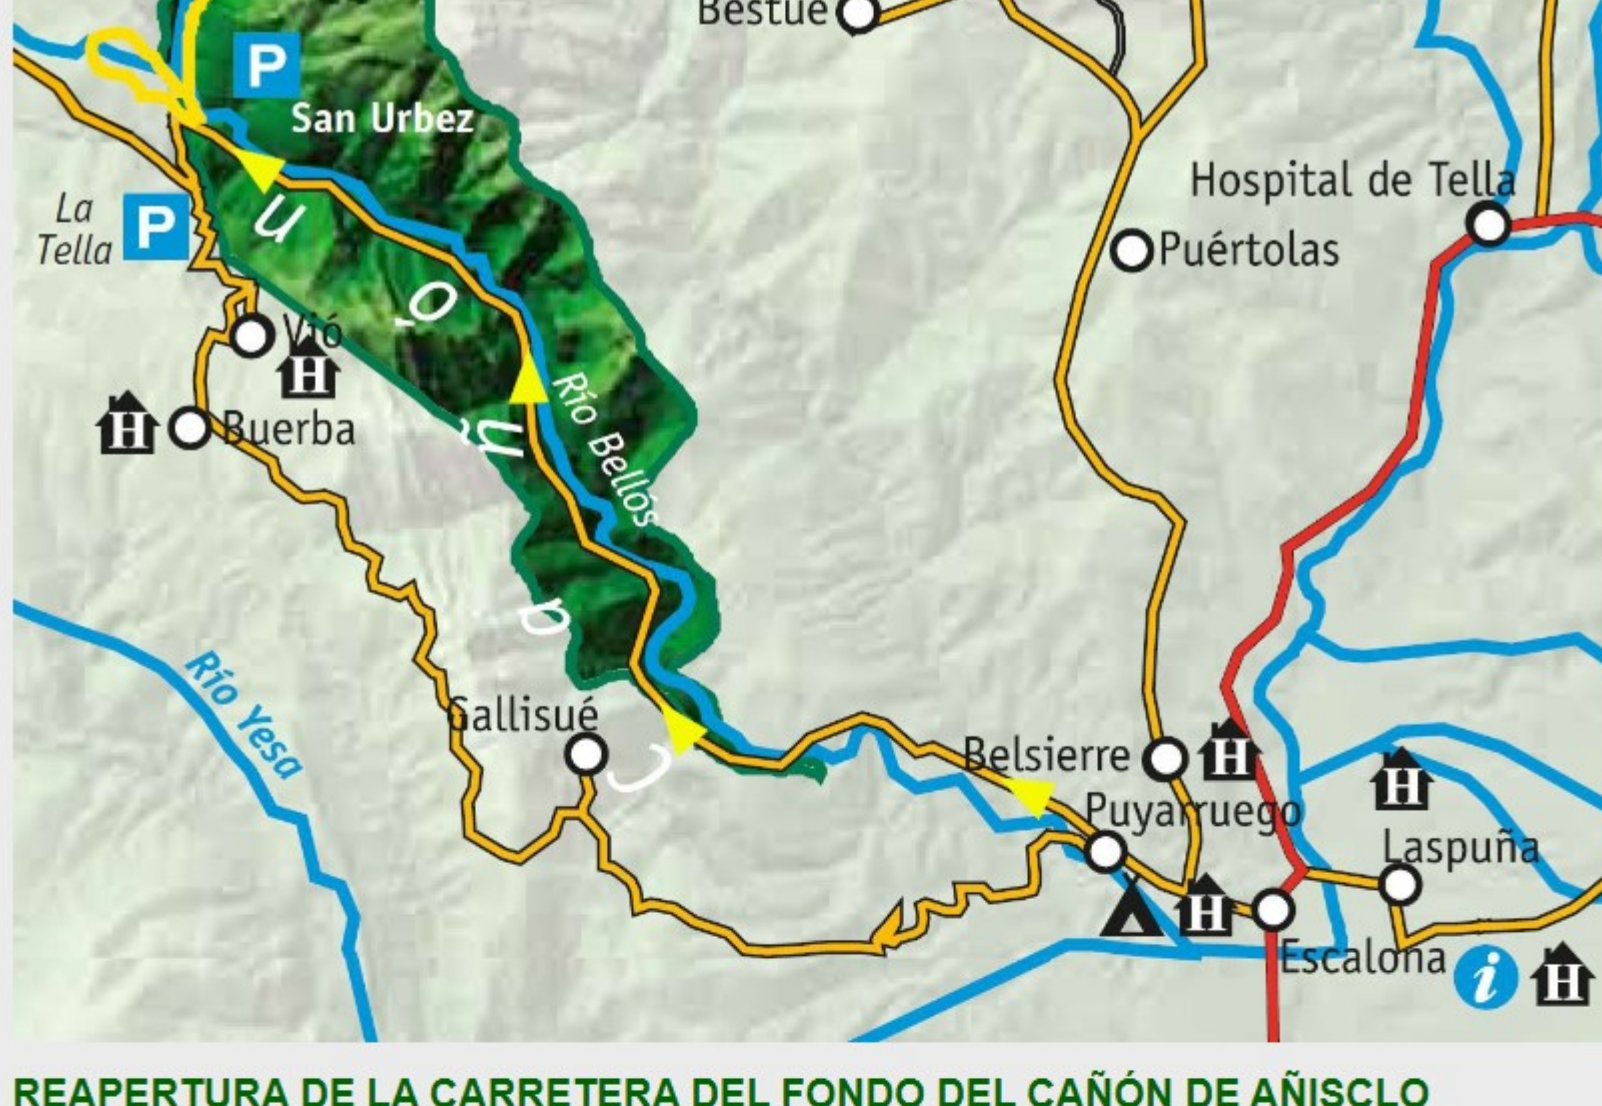 Bestué
P
San Urbez
Hospital de Tella
La
Tella
P
Puértolas
n
o
́
Vió
H
Río Bellós
H
Buerba
ñ
a
Río Yesa
Gallisué
C
Belsierre
H
H
Puyarruego
Laspuña
H
Escalona
i
H
REAPERTURA DE LA CARRETERA DEL FONDO DEL CAÑÓN DE AÑISCLO